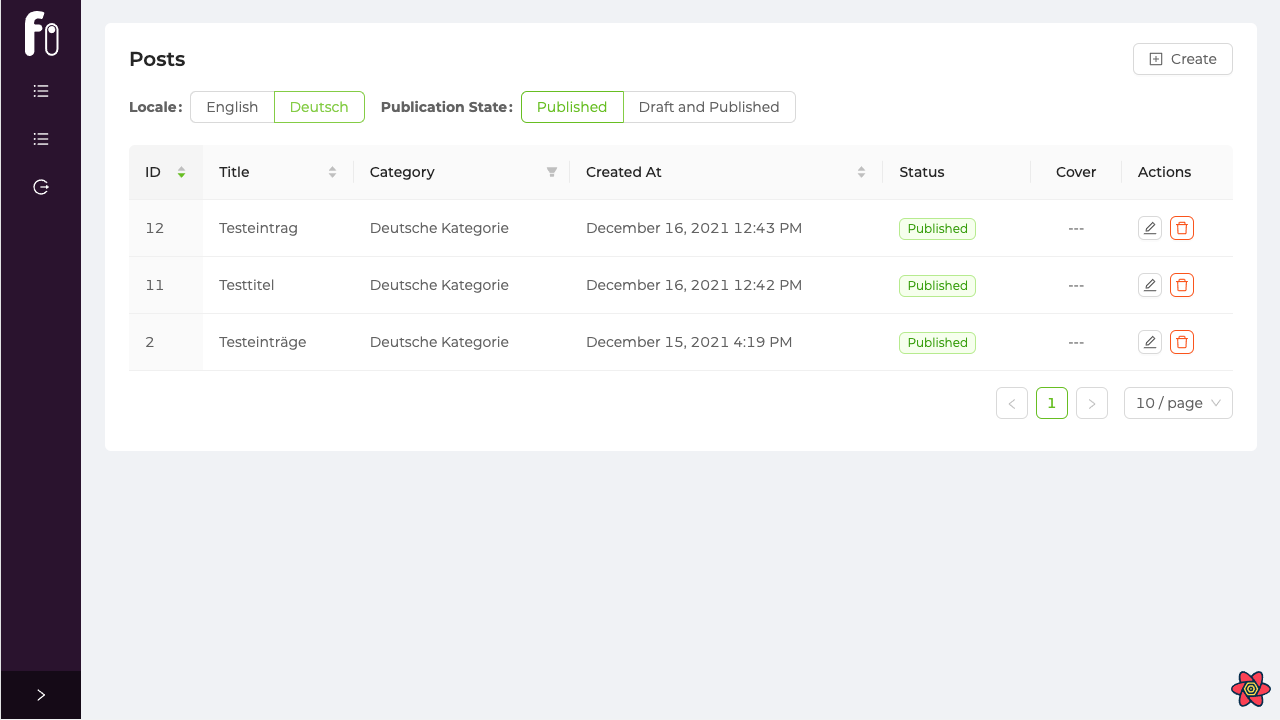 Posts
Create
Locale: English Deutsch Publication State: Published Draft and Published
ID Title Category Created At Status Cover Actions
12 Testeintrag Deutsche Kategorie December 16, 2021 12:43 PM Published ---
11 Testtitel Deutsche Kategorie December 16, 2021 12:42 PM Published ---
2 Testeinträge Deutsche Kategorie December 15, 2021 4:19 PM Published ---
< 1 > 10 / page